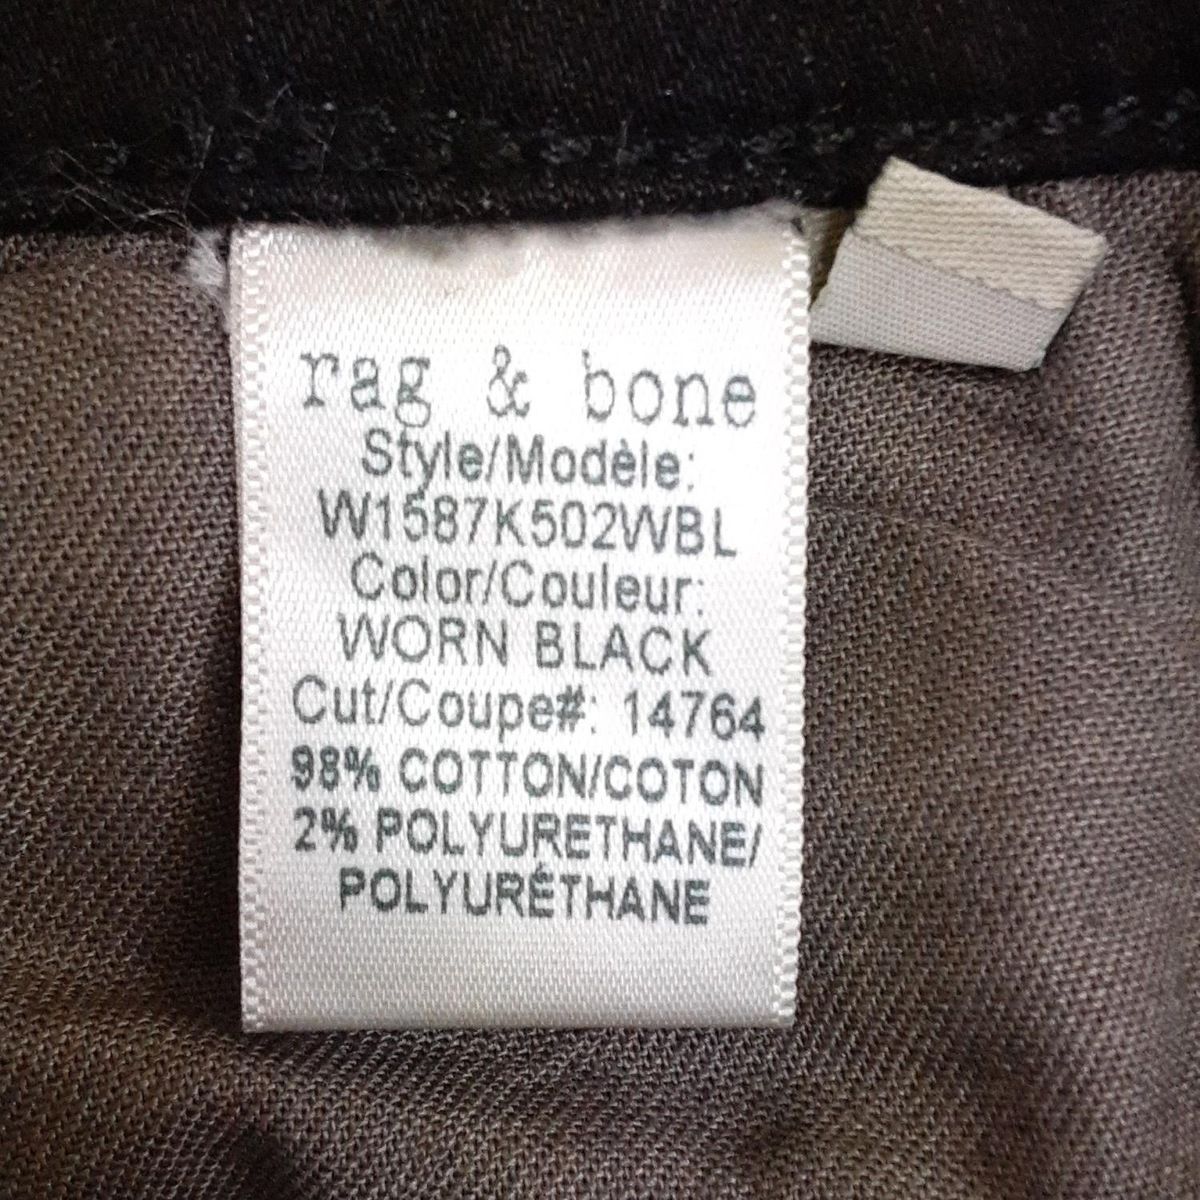 rag & bone
Style/Modèle:
W1587K502WBL
Color/Couleur:
WORN BLACK
Cut/Coupe#: 14764
98% COTTON/COTON
2% POLYURETHANE/
POLYURÉTHANE